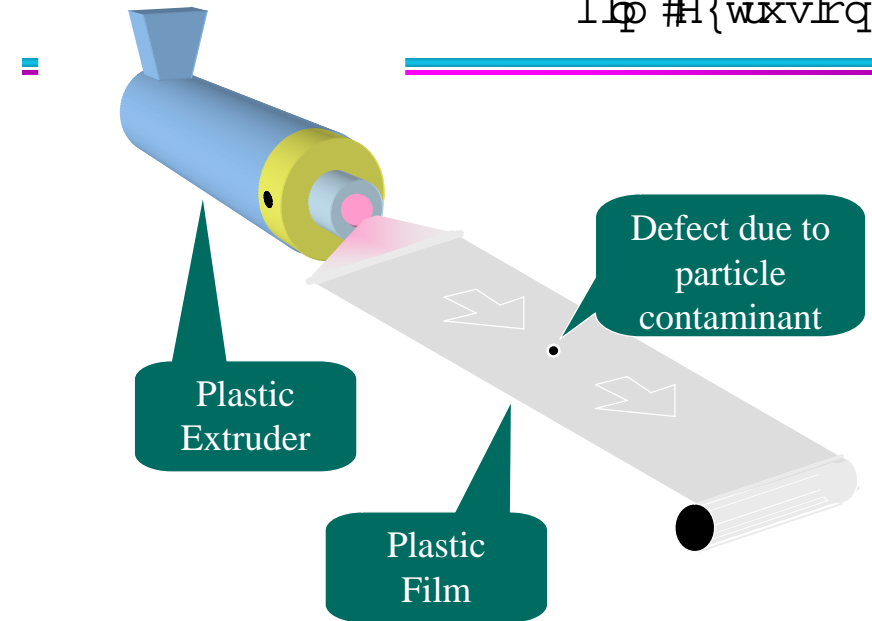 Defect due to
particle
contaminant
Plastic
Extruder
Plastic
Film